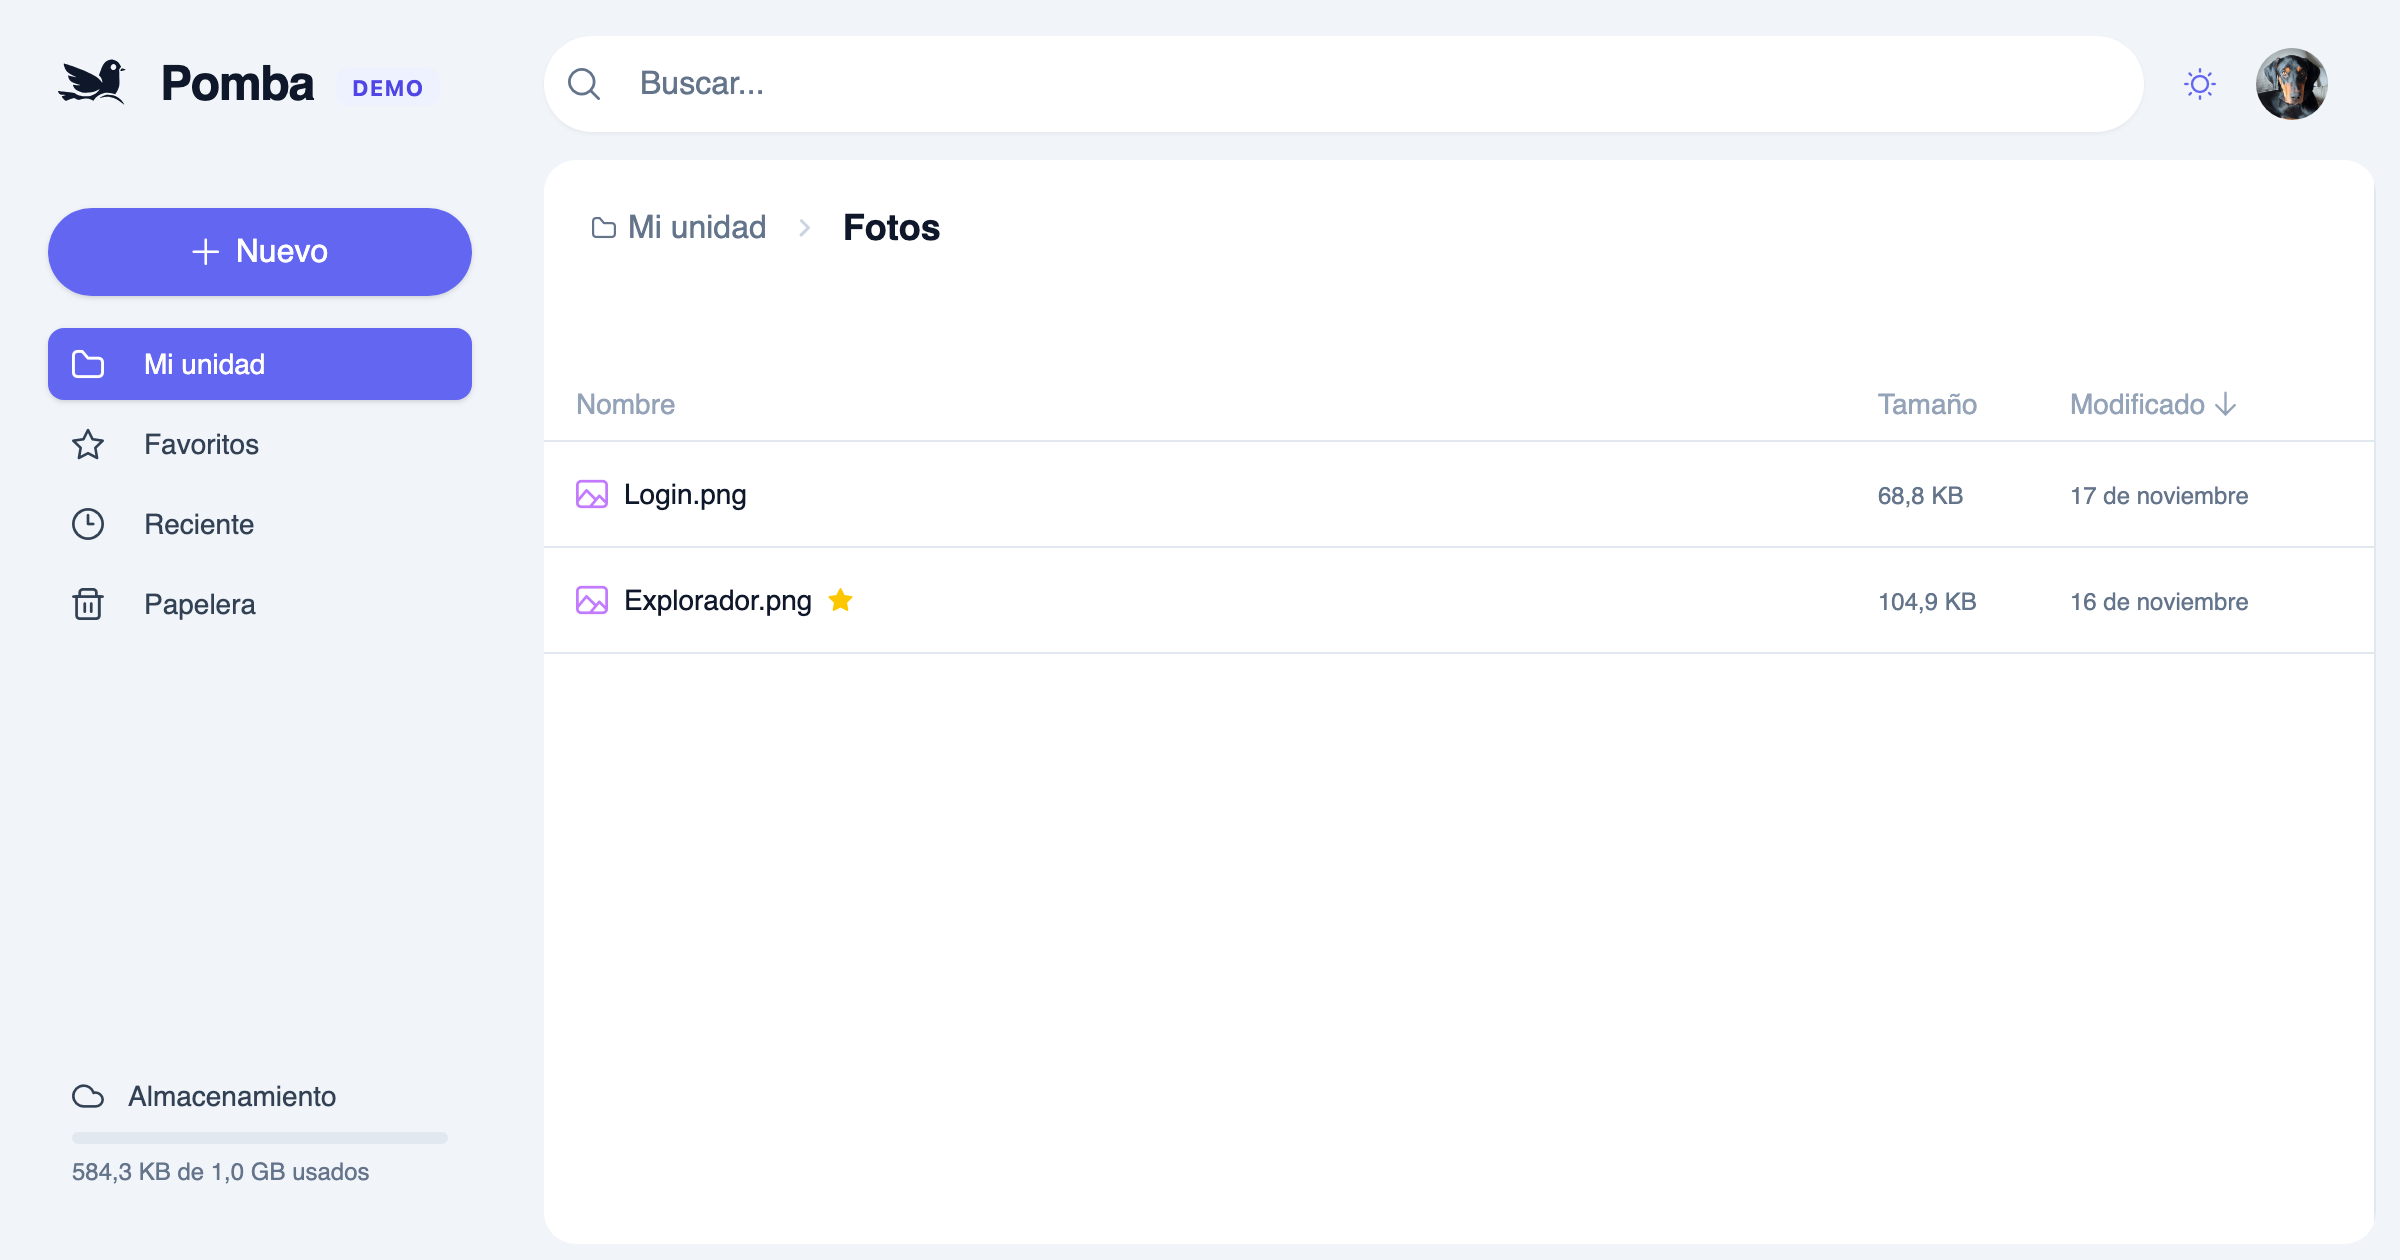 Pomba DEMO
Buscar...
Nuevo
Mi unidad
Favoritos
Reciente
Papelera
Almacenamiento
584,3 KB de 1,0 GB usados
Mi unidad Fotos
Nombre Tamaño Modificado
Login.png 68,8 KB 17 de noviembre
Explorador.png 104,9 KB 16 de noviembre